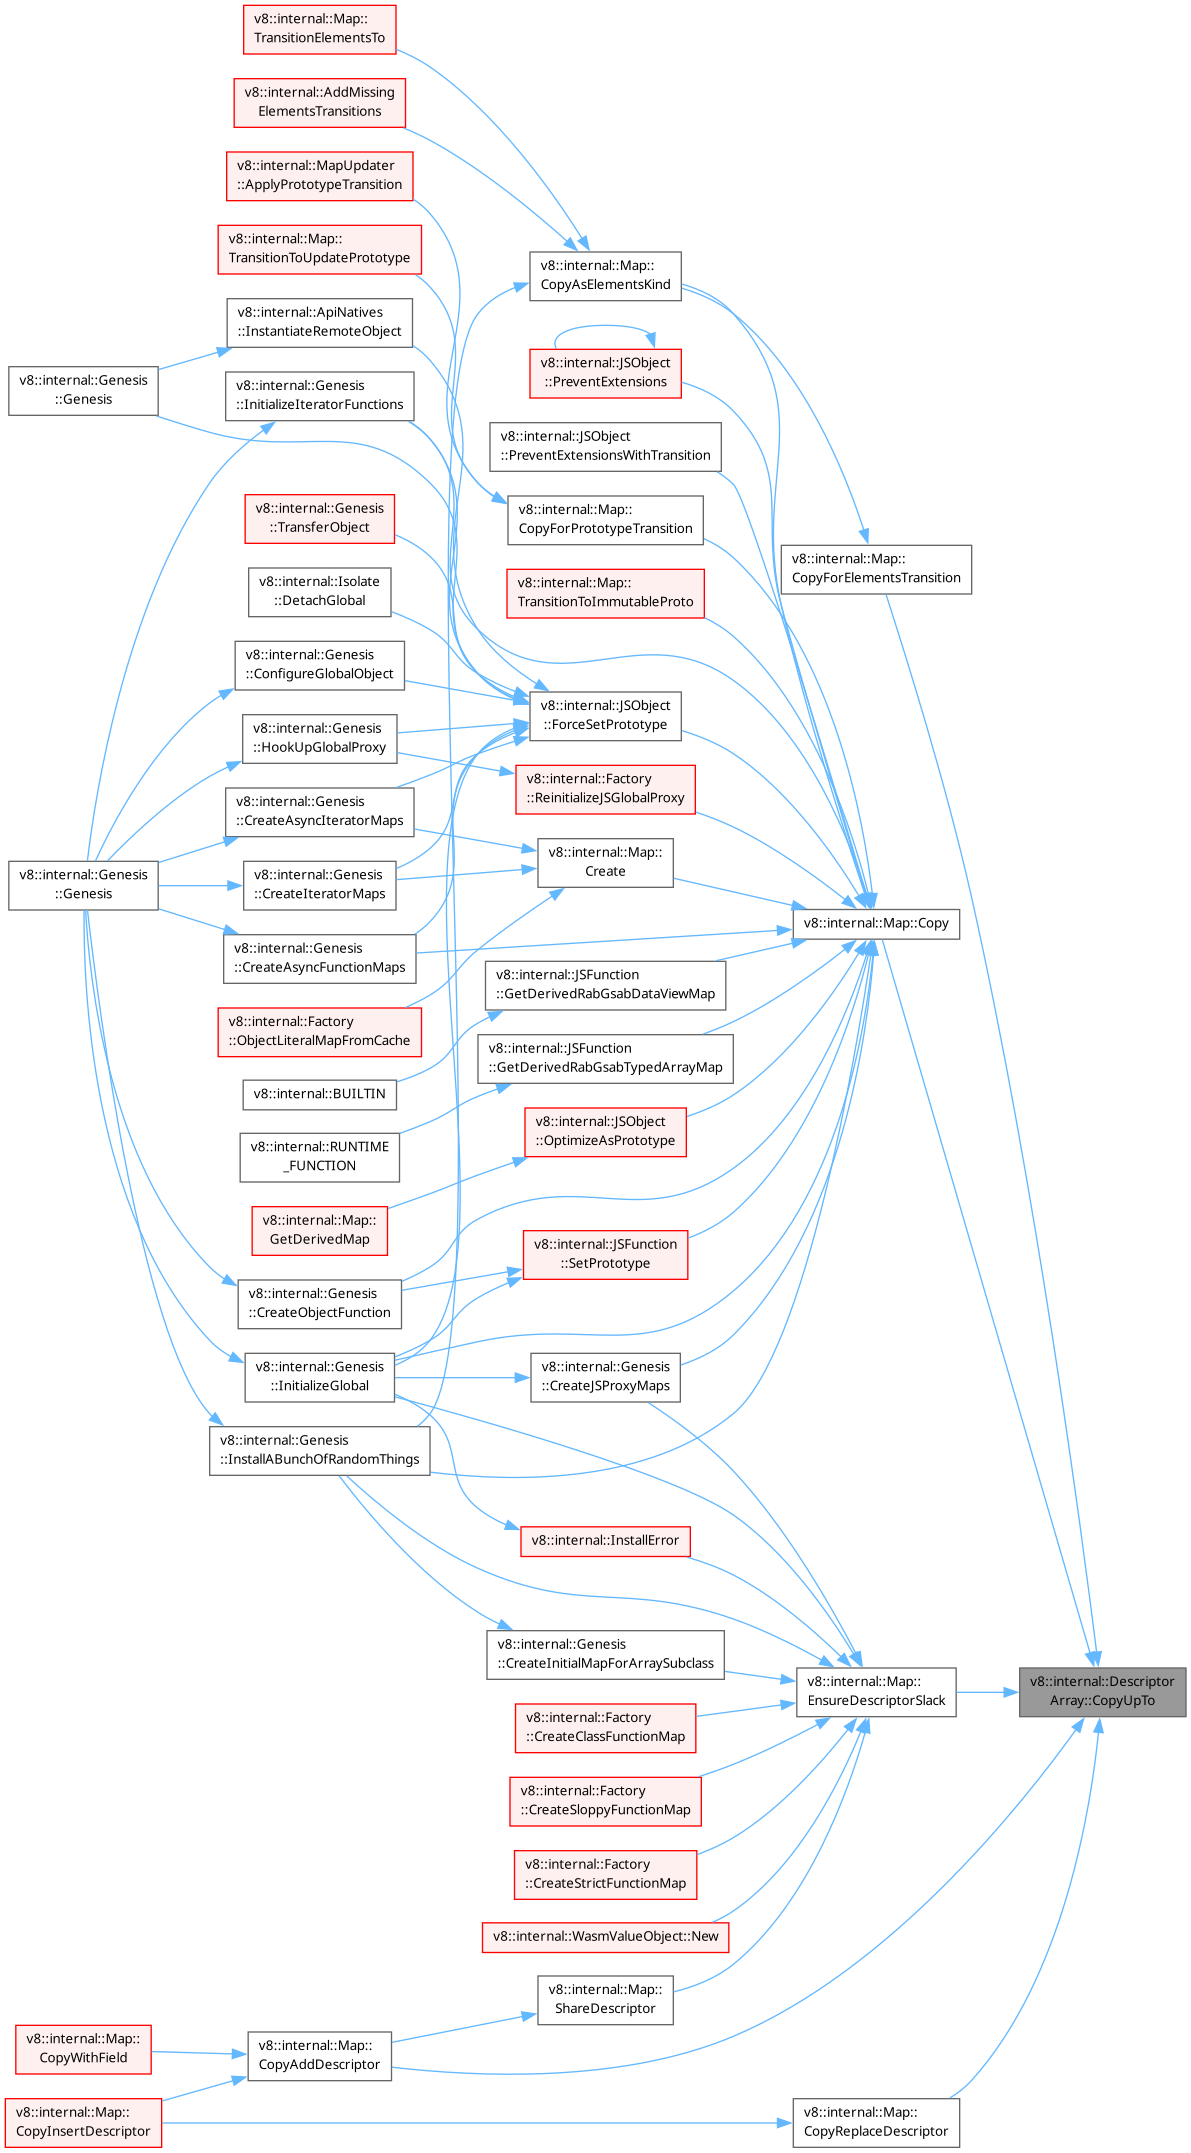 v8::internal::Map::
TransitionElementsTo
v8::internal::AddMissing
ElementsTransitions
v8::internal::MapUpdater
::ApplyPrototypeTransition
v8::internal::Map::
TransitionToUpdatePrototype
v8::internal::Map::
CopyAsElementsKind
v8::internal::ApiNatives
::InstantiateRemoteObject
v8::internal::JSObject
::PreventExtensions
v8::internal::Genesis
::Genesis
v8::internal::Genesis
::InitializeIteratorFunctions
v8::internal::JSObject
::PreventExtensionsWithTransition
v8::internal::Genesis
::TransferObject
v8::internal::Map::
CopyForPrototypeTransition
v8::internal::Map::
CopyForElementsTransition
v8::internal::Isolate
::DetachGlobal
v8::internal::Map::
TransitionToImmutableProto
v8::internal::Genesis
::ConfigureGlobalObject
v8::internal::JSObject
::ForceSetPrototype
v8::internal::Genesis
::HookUpGlobalProxy
v8::internal::Factory
::ReinitializeJSGlobalProxy
v8::internal::Genesis
::CreateAsyncIteratorMaps
v8::internal::Map::
Create
v8::internal::Genesis
::Genesis
v8::internal::Genesis
::CreateIteratorMaps
v8::internal::Map::Copy
v8::internal::Genesis
::CreateAsyncFunctionMaps
v8::internal::JSFunction
::GetDerivedRabGsabDataViewMap
v8::internal::Factory
::ObjectLiteralMapFromCache
v8::internal::JSFunction
::GetDerivedRabGsabTypedArrayMap
v8::internal::BUILTIN
v8::internal::RUNTIME
_FUNCTION
v8::internal::JSObject
::OptimizeAsPrototype
v8::internal::Map::
GetDerivedMap
v8::internal::JSFunction
::SetPrototype
v8::internal::Genesis
::CreateObjectFunction
v8::internal::Genesis
::InitializeGlobal
v8::internal::Genesis
::CreateJSProxyMaps
v8::internal::Genesis
::InstallABunchOfRandomThings
v8::internal::InstallError
v8::internal::Genesis
::CreateInitialMapForArraySubclass
v8::internal::Map::
EnsureDescriptorSlack
v8::internal::Descriptor
Array::CopyUpTo
v8::internal::Factory
::CreateClassFunctionMap
v8::internal::Factory
::CreateSloppyFunctionMap
v8::internal::Factory
::CreateStrictFunctionMap
v8::internal::WasmValueObject::New
v8::internal::Map::
ShareDescriptor
v8::internal::Map::
CopyWithField
v8::internal::Map::
CopyAddDescriptor
v8::internal::Map::
CopyInsertDescriptor
v8::internal::Map::
CopyReplaceDescriptor